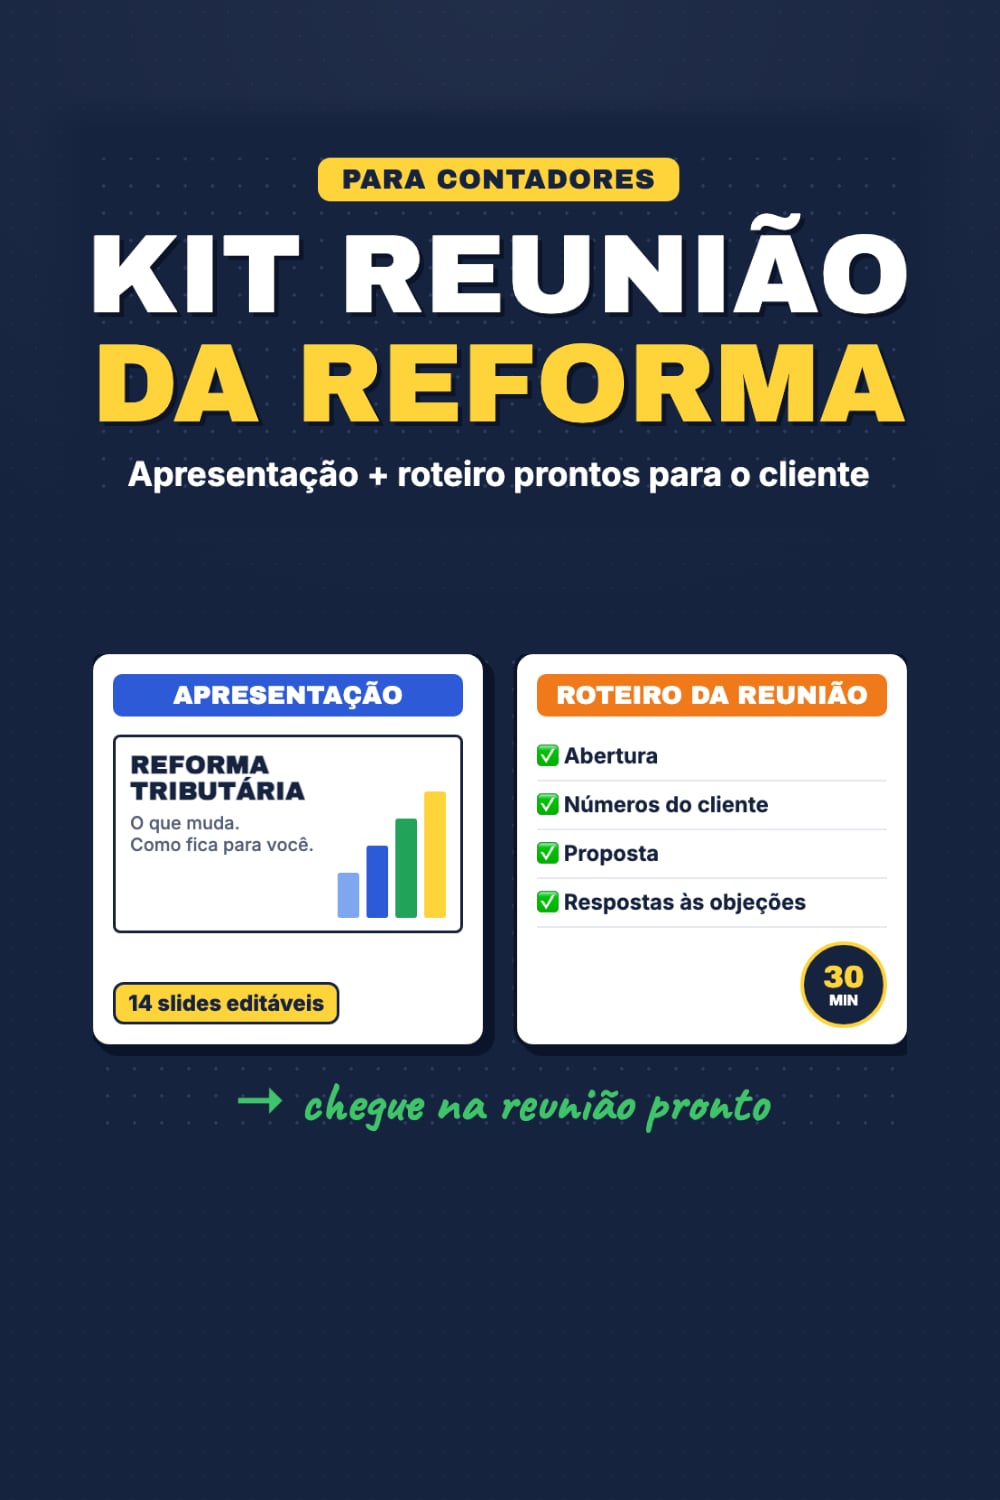 PARA CONTADORES
KIT REUNIÃO
DA REFORMA
Apresentação + roteiro prontos para o cliente
APRESENTAÇÃO
REFORMA
TRIBUTÁRIA
O que muda.
Como fica para você.
14 slides editáveis
ROTEIRO DA REUNIÃO
✅ Abertura
✅ Números do cliente
✅ Proposta
✅ Respostas às objeções
30
MIN
→ chegue na reunião pronto